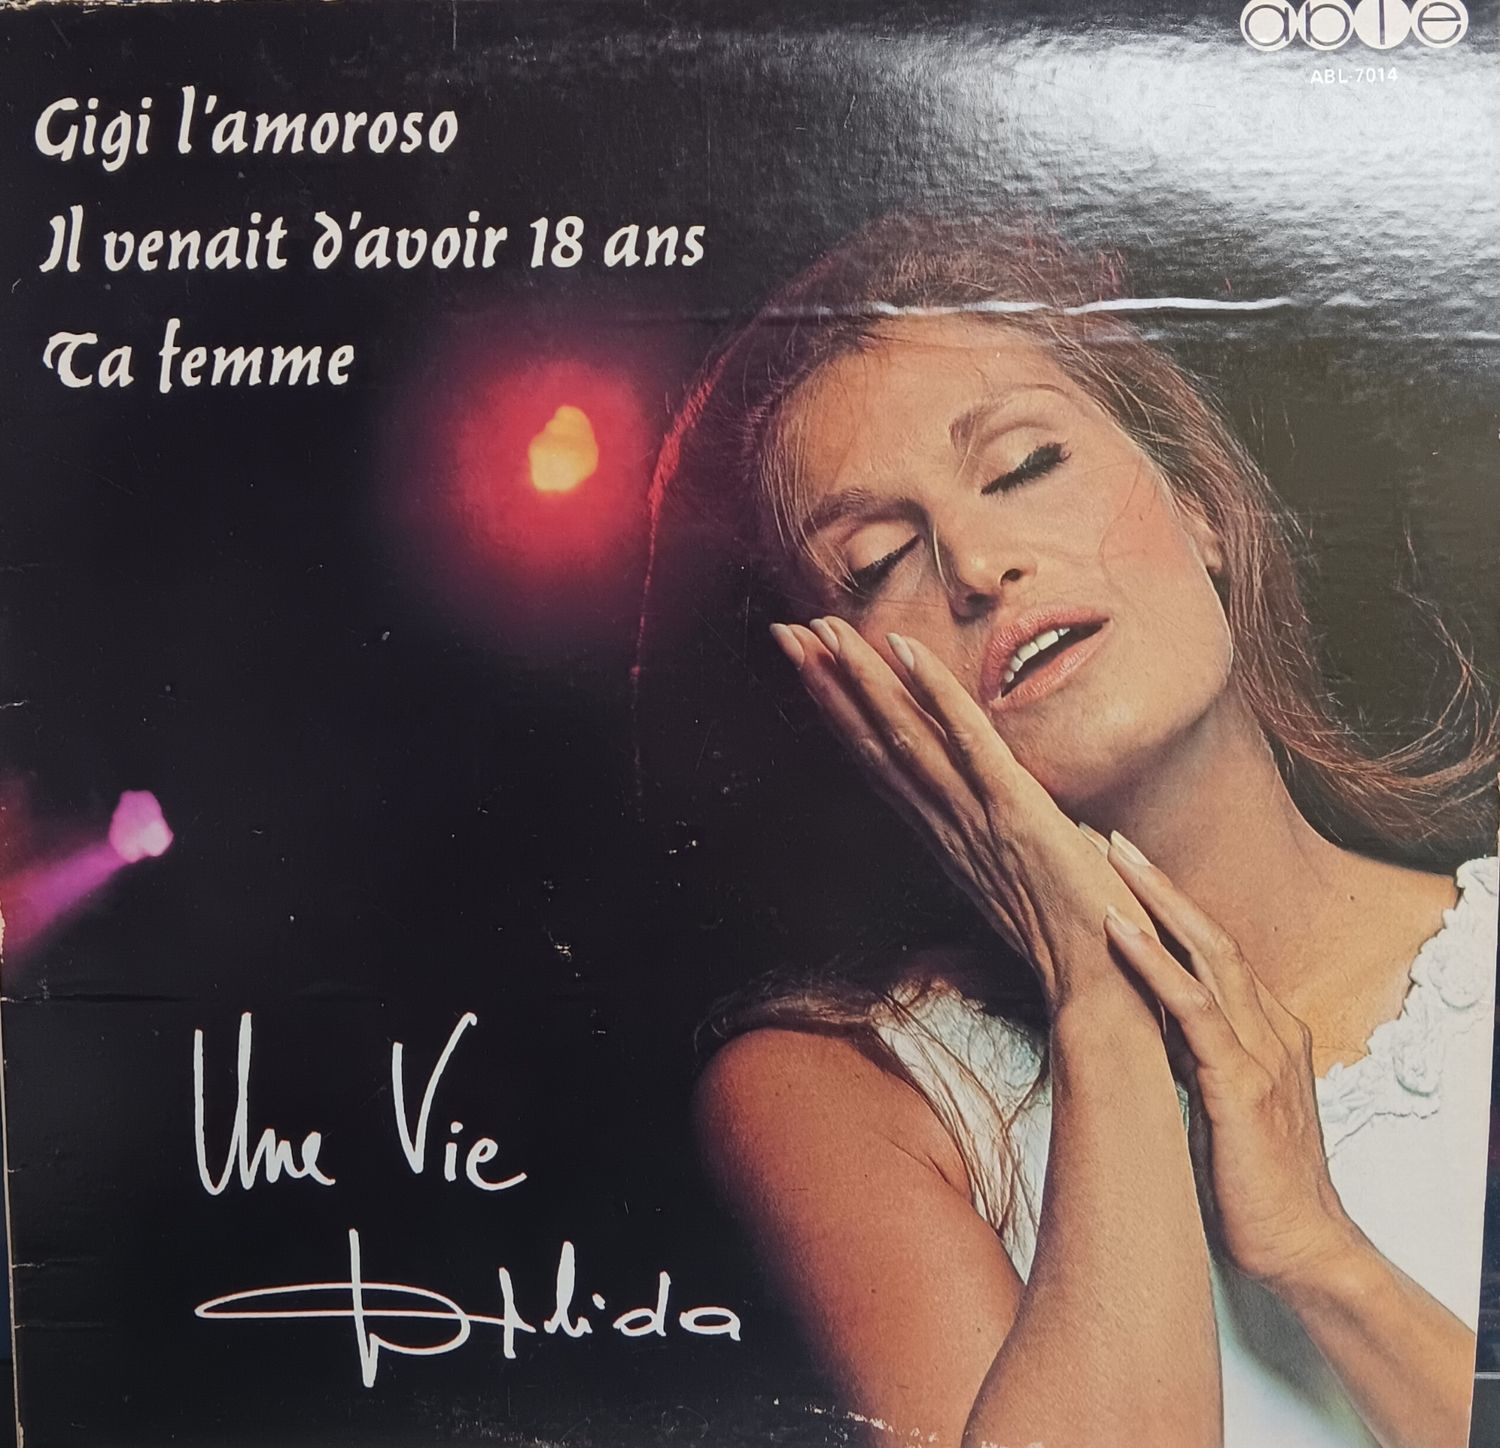 able
ABL-7014
Gigi l'amoroso
Il venait d'avoir 18 ans
Ta femme
Une Vie
Dalida